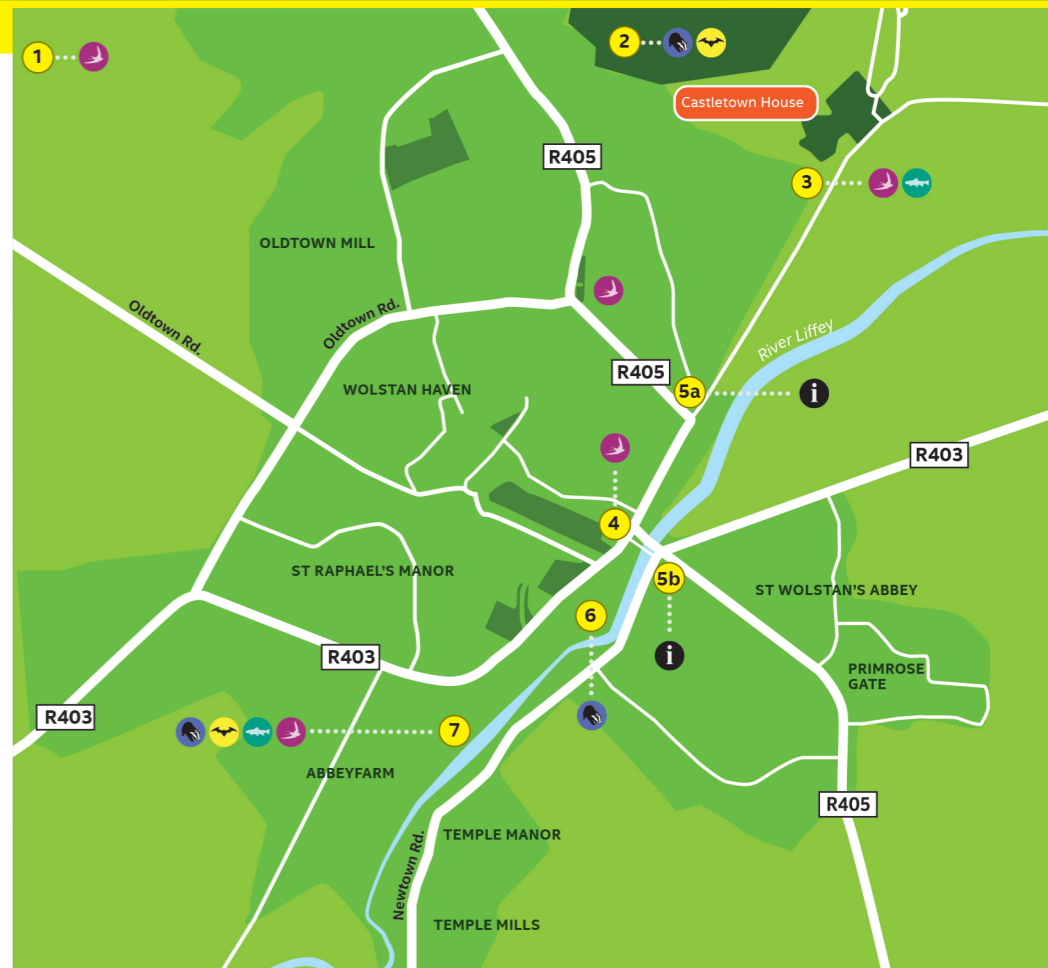 1
2
Castletown House
R405
3
OLDTOWN MILL
Oldtown Rd.
Oldtown Rd.
River Liffey
R405
WOLSTAN HAVEN
5a
i
R403
4
5b
ST RAPHAEL'S MANOR
ST WOLSTAN'S ABBEY
6
i
R403
PRIMROSE
GATE
R403
7
ABBEYFARM
R405
TEMPLE MANOR
Newtown Rd.
TEMPLE MILLS